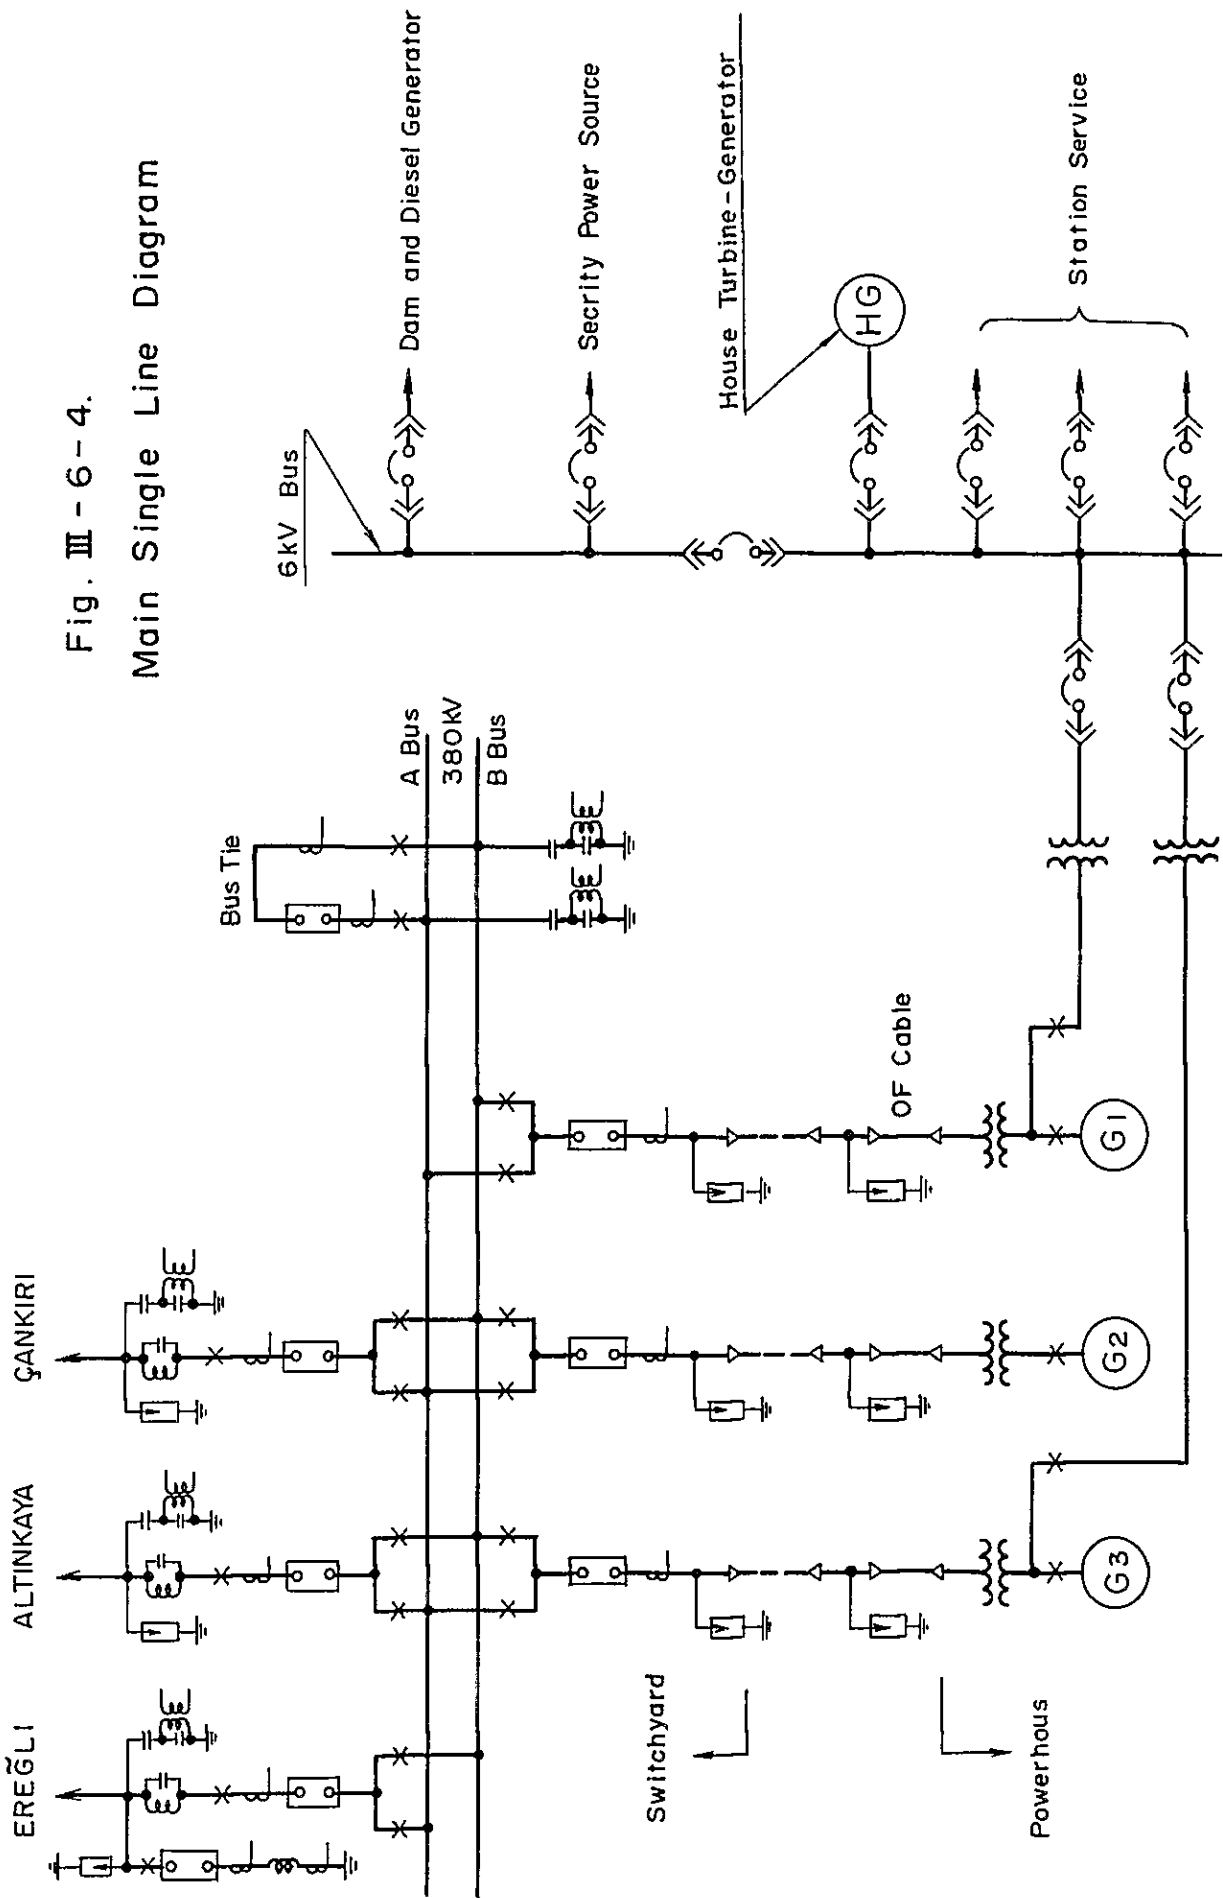 Fig. III-6-4.
Main Single Line Diagram
EREĞLI
ALTINKAYA
ÇANKIRI
Bus Tie
A Bus
380kV
B Bus
6kV Bus
Dam and Diesel Generator
Secrity Power Source
House Turbine-Generator
HG
Station Service
OF Cable
Switchyard
Powerhous
G3
G2
G1